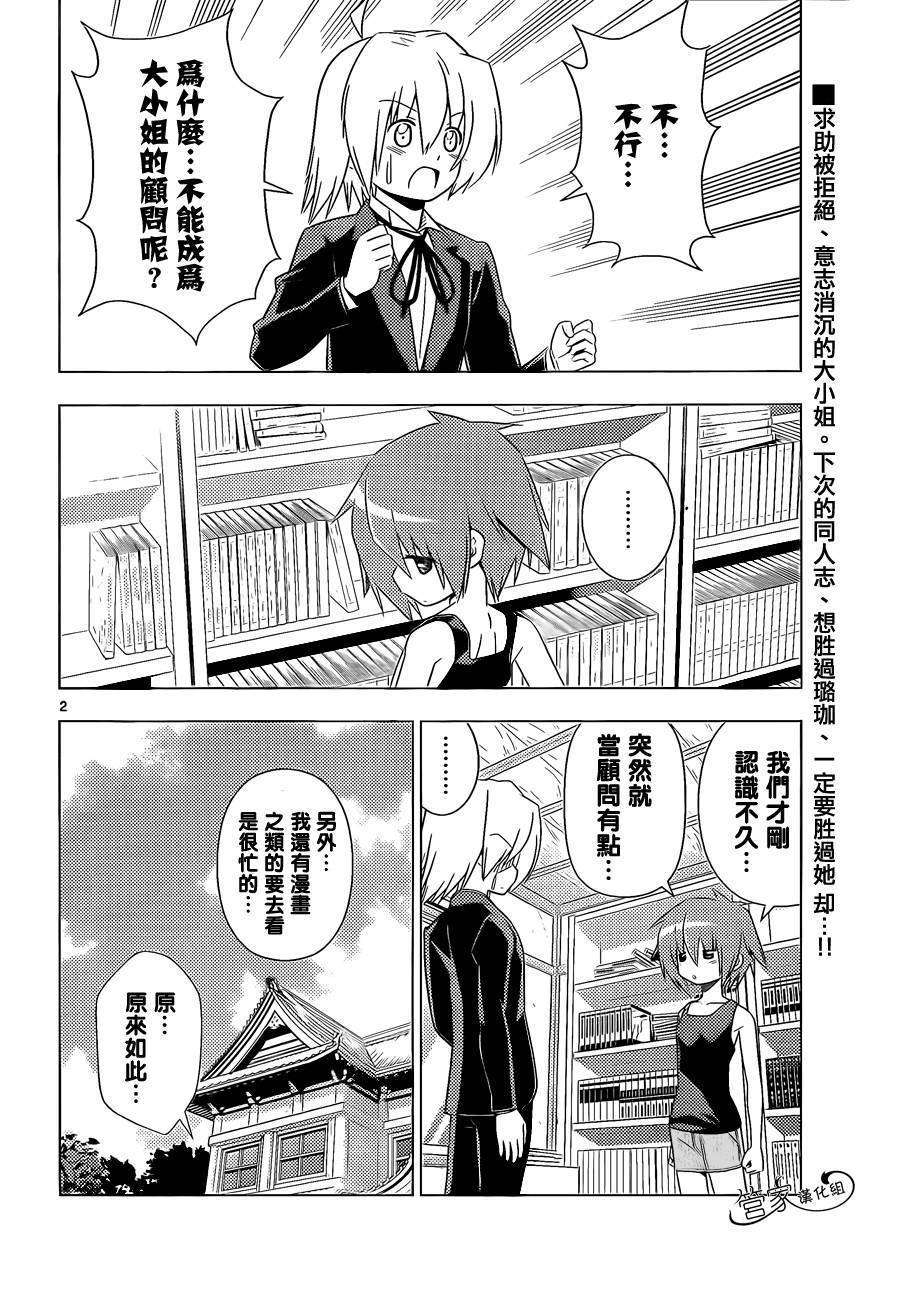 ■求助被拒絕、意志消沉的大小姐。下次的同人志、想胜過璐珈、一定要胜過她 却…!!
不…
不行…
爲什麼…不能成爲
大小姐的顧問呢？
……
2
我們才剛
認識不久…
突然就
當顧問有點…
……
另外…
我還有漫畫
之類的要去看
是很忙的…
原…
原來如此…
管家漢化組